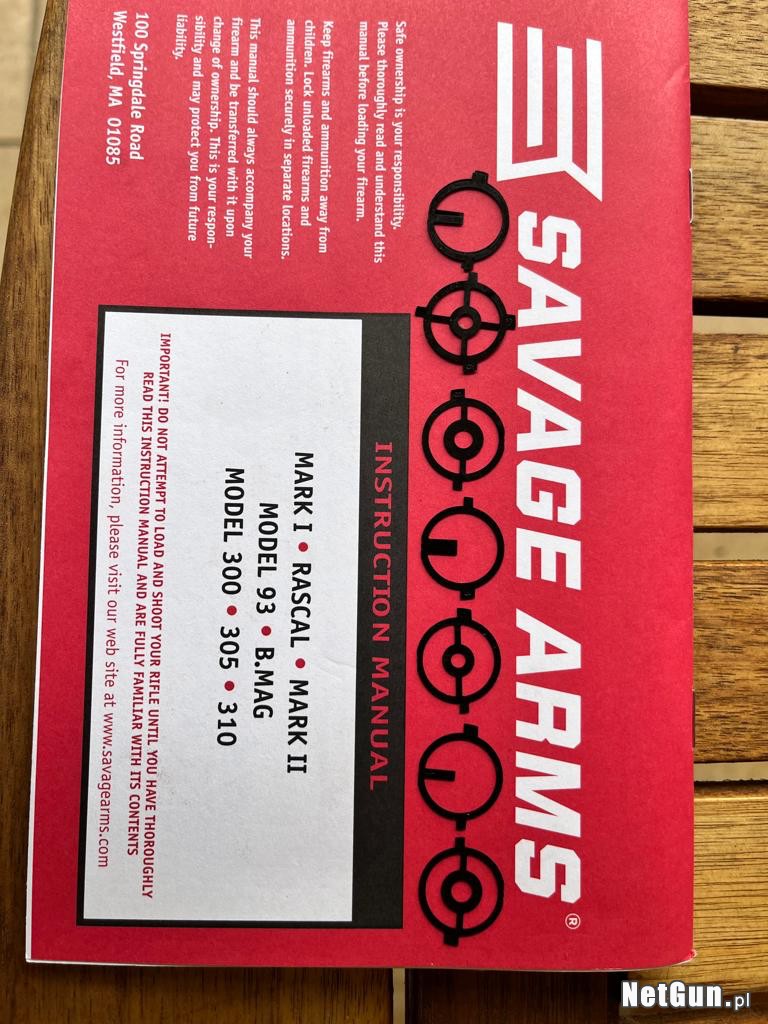 SAVAGE ARMS®
Safe ownership is your responsibility.
Please thoroughly read and understand this
manual before loading your firearm.
Keep firearms and ammunition away from
children. Lock unloaded firearms and
ammunition securely in separate locations.
This manual should always accompany your
firearm and be transferred with it upon
change of ownership. This is your respon-
sibility and may protect you from future
liability.
100 Springdale Road
Westfield, MA 01085
INSTRUCTION MANUAL
MARK I • RASCAL • MARK II
MODEL 93 • B.MAG
MODEL 300 • 305 • 310
IMPORTANT! DO NOT ATTEMPT TO LOAD AND SHOOT YOUR RIFLE UNTIL YOU HAVE THOROUGHLY
READ THIS INSTRUCTION MANUAL AND ARE FULLY FAMILIAR WITH ITS CONTENTS
For more information, please visit our web site at www.savagearms.com
NetGun.pl